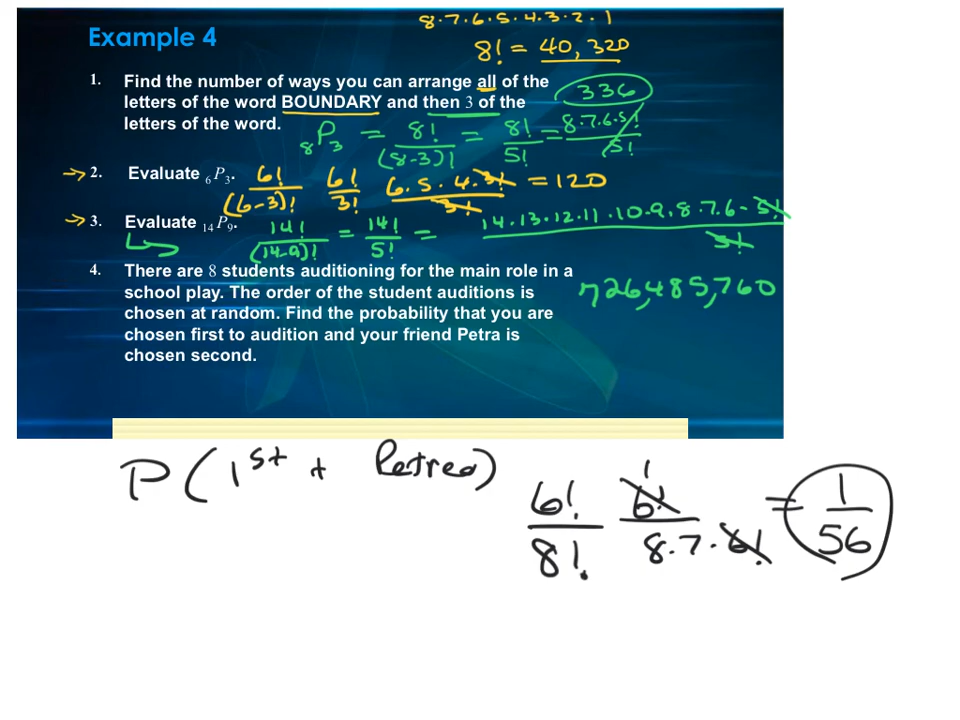 8·7·6·5·4·3·2·1
Example 4
8! = 40,320
1. Find the number of ways you can arrange all of the
letters of the word BOUNDARY and then 3 of the
letters of the word.
336
₈P₃ = 8!/(8-3)! = 8!/5! = 8·7·6·5!/5!
2. Evaluate ₆P₃. 6!/(6-3)! 6!/3! 6·5·4·3!/3! = 120
3. Evaluate ₁₄P₉. 14!/(14-9)! = 14!/5! = 14·13·12·11·10·9·8·7·6·5!/5!
726,485,760
4. There are 8 students auditioning for the main role in a
school play. The order of the student auditions is
chosen at random. Find the probability that you are
chosen first to audition and your friend Petra is
chosen second.
P(1st + Petrea)
6!/8! 6!/8·7·6! = 1/56
1